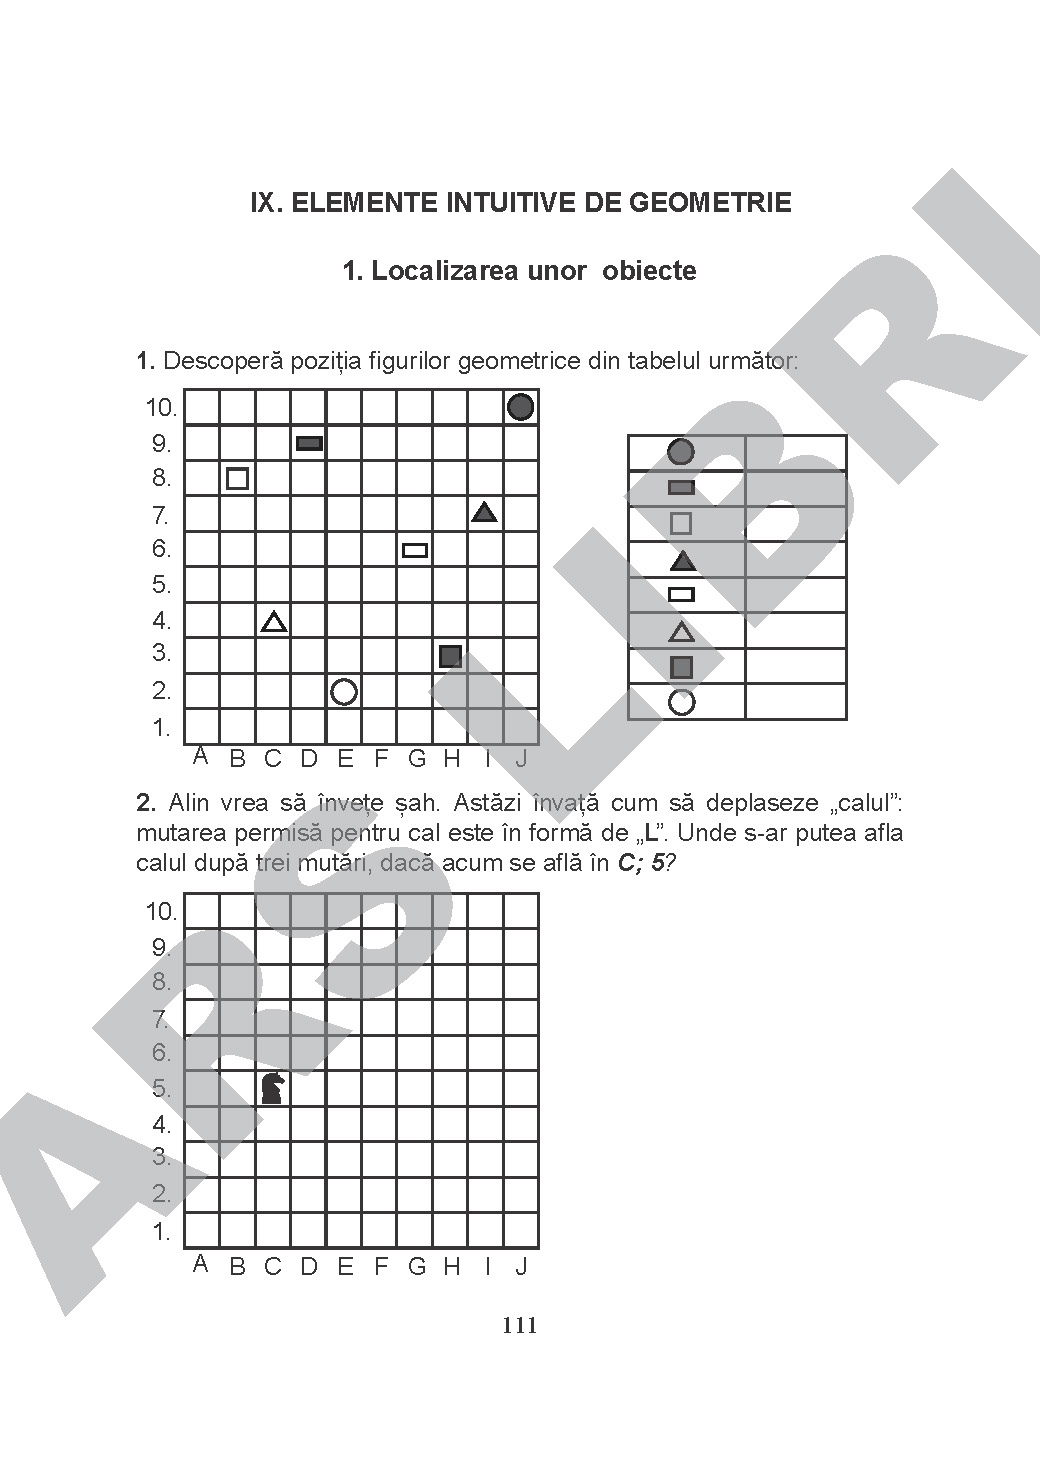 IX. ELEMENTE INTUITIVE DE GEOMETRIE
1. Localizarea unor obiecte
1. Descoperă poziția figurilor geometrice din tabelul următor:
10.
9.
8.
7.
6.
5.
4.
3.
2.
1.
A B C D E F G H I J
2. Alin vrea să învețe șah. Astăzi învață cum să deplaseze „calul”:
mutarea permisă pentru cal este în formă de „L”. Unde s-ar putea afla
calul după trei mutări, dacă acum se află în C; 5?
10.
9.
8.
7.
6.
5.
4.
3.
2.
1.
A B C D E F G H I J
111
ARS LIBRI